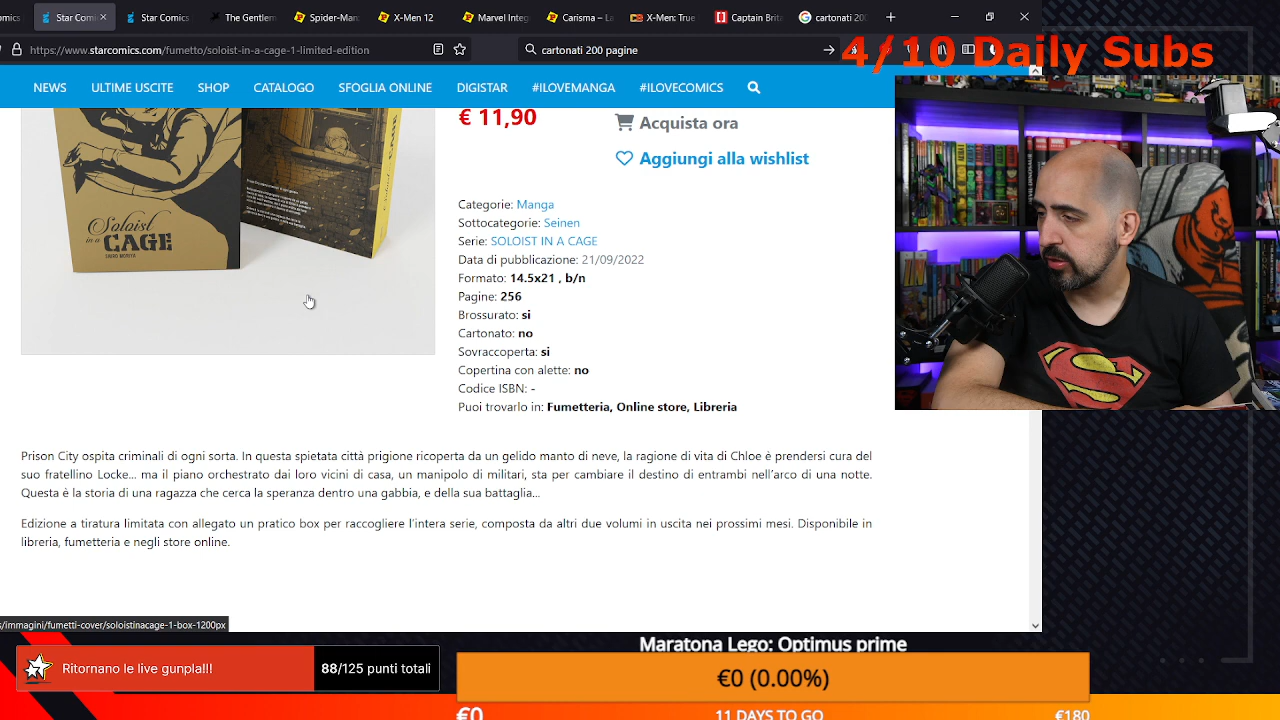 omics
Star Comi
Star Comics
The Gentlem
Spider-Man:
X-Men 12
Marvel Integ
Carisma – La
X-Men: True
Captain Brita
cartonati 200
https://www.starcomics.com/fumetto/soloist-in-a-cage-1-limited-edition
cartonati 200 pagine
4/10 Daily Subs
NEWS
ULTIME USCITE
SHOP
CATALOGO
SFOGLIA ONLINE
DIGISTAR
#ILOVEMANGA
#ILOVECOMICS
€ 11,90
Acquista ora
Aggiungi alla wishlist
Categorie: Manga
Sottocategorie: Seinen
Serie: SOLOIST IN A CAGE
Data di pubblicazione: 21/09/2022
Formato: 14.5x21 , b/n
Pagine: 256
Brossurato: si
Cartonato: no
Sovraccoperta: si
Copertina con alette: no
Codice ISBN: -
Puoi trovarlo in: Fumetteria, Online store, Libreria
Soloist
in a CAGE
SHIRO MORIYA
Prison City ospita criminali di ogni sorta. In questa spietata città prigione ricoperta da un gelido manto di neve, la ragione di vita di Chloe è prendersi cura del
suo fratellino Locke... ma il piano orchestrato dai loro vicini di casa, un manipolo di militari, sta per cambiare il destino di entrambi nell'arco di una notte.
Questa è la storia di una ragazza che cerca la speranza dentro una gabbia, e della sua battaglia...
Edizione a tiratura limitata con allegato un pratico box per raccogliere l'intera serie, composta da altri due volumi in uscita nei prossimi mesi. Disponibile in
libreria, fumetteria e negli store online.
s/immagini/fumetti-cover/soloistinacage-1-box-1200px
Ritornano le live gunpla!!!
88/125 punti totali
Maratona Lego: Optimus prime
€0 (0.00%)
€0
11 DAYS TO GO
€180